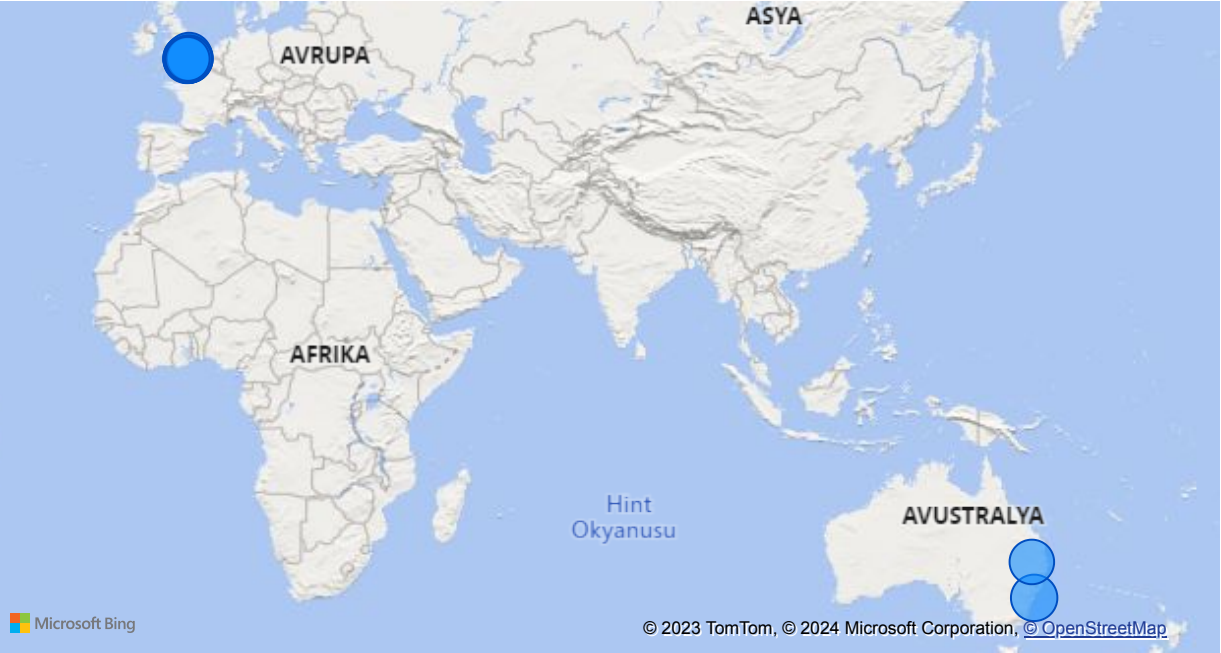 ASYA
AVRUPA
AFRIKA
Hint
Okyanusu
AVUSTRALYA
Microsoft Bing
© 2023 TomTom, © 2024 Microsoft Corporation, © OpenStreetMap